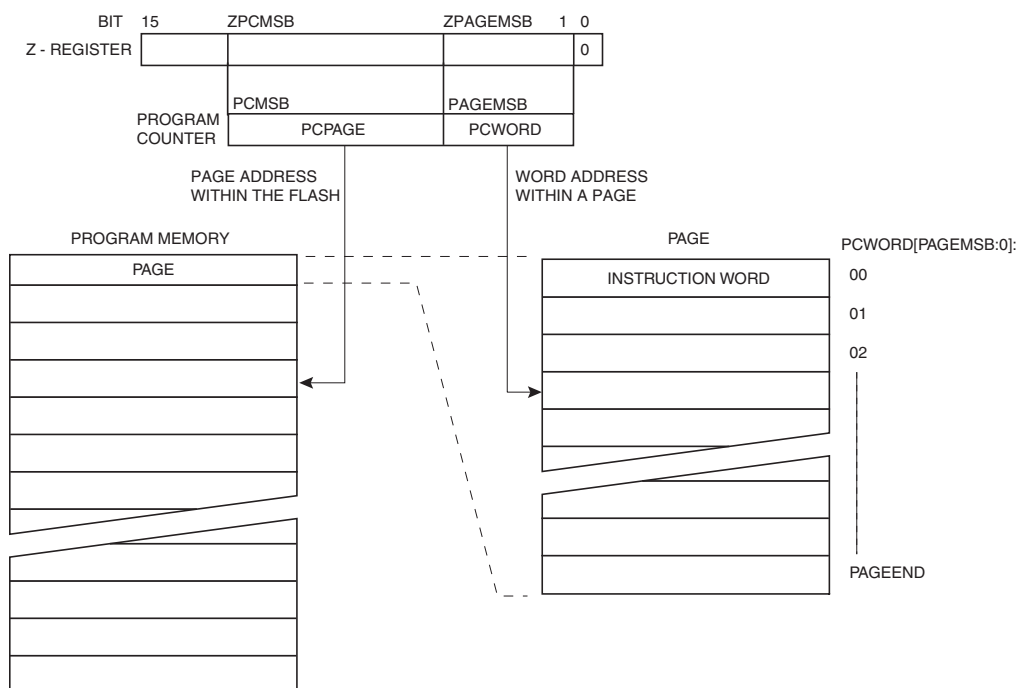 BIT 15 ZPCMSB ZPAGEMSB 1 0
Z - REGISTER 0
PCMSB PAGEMSB
PROGRAM
COUNTER
PCPAGE PCWORD
PAGE ADDRESS
WITHIN THE FLASH
WORD ADDRESS
WITHIN A PAGE
PROGRAM MEMORY
PAGE
PAGE
PCWORD[PAGEMSB:0]:
INSTRUCTION WORD 00
01
02
PAGEEND